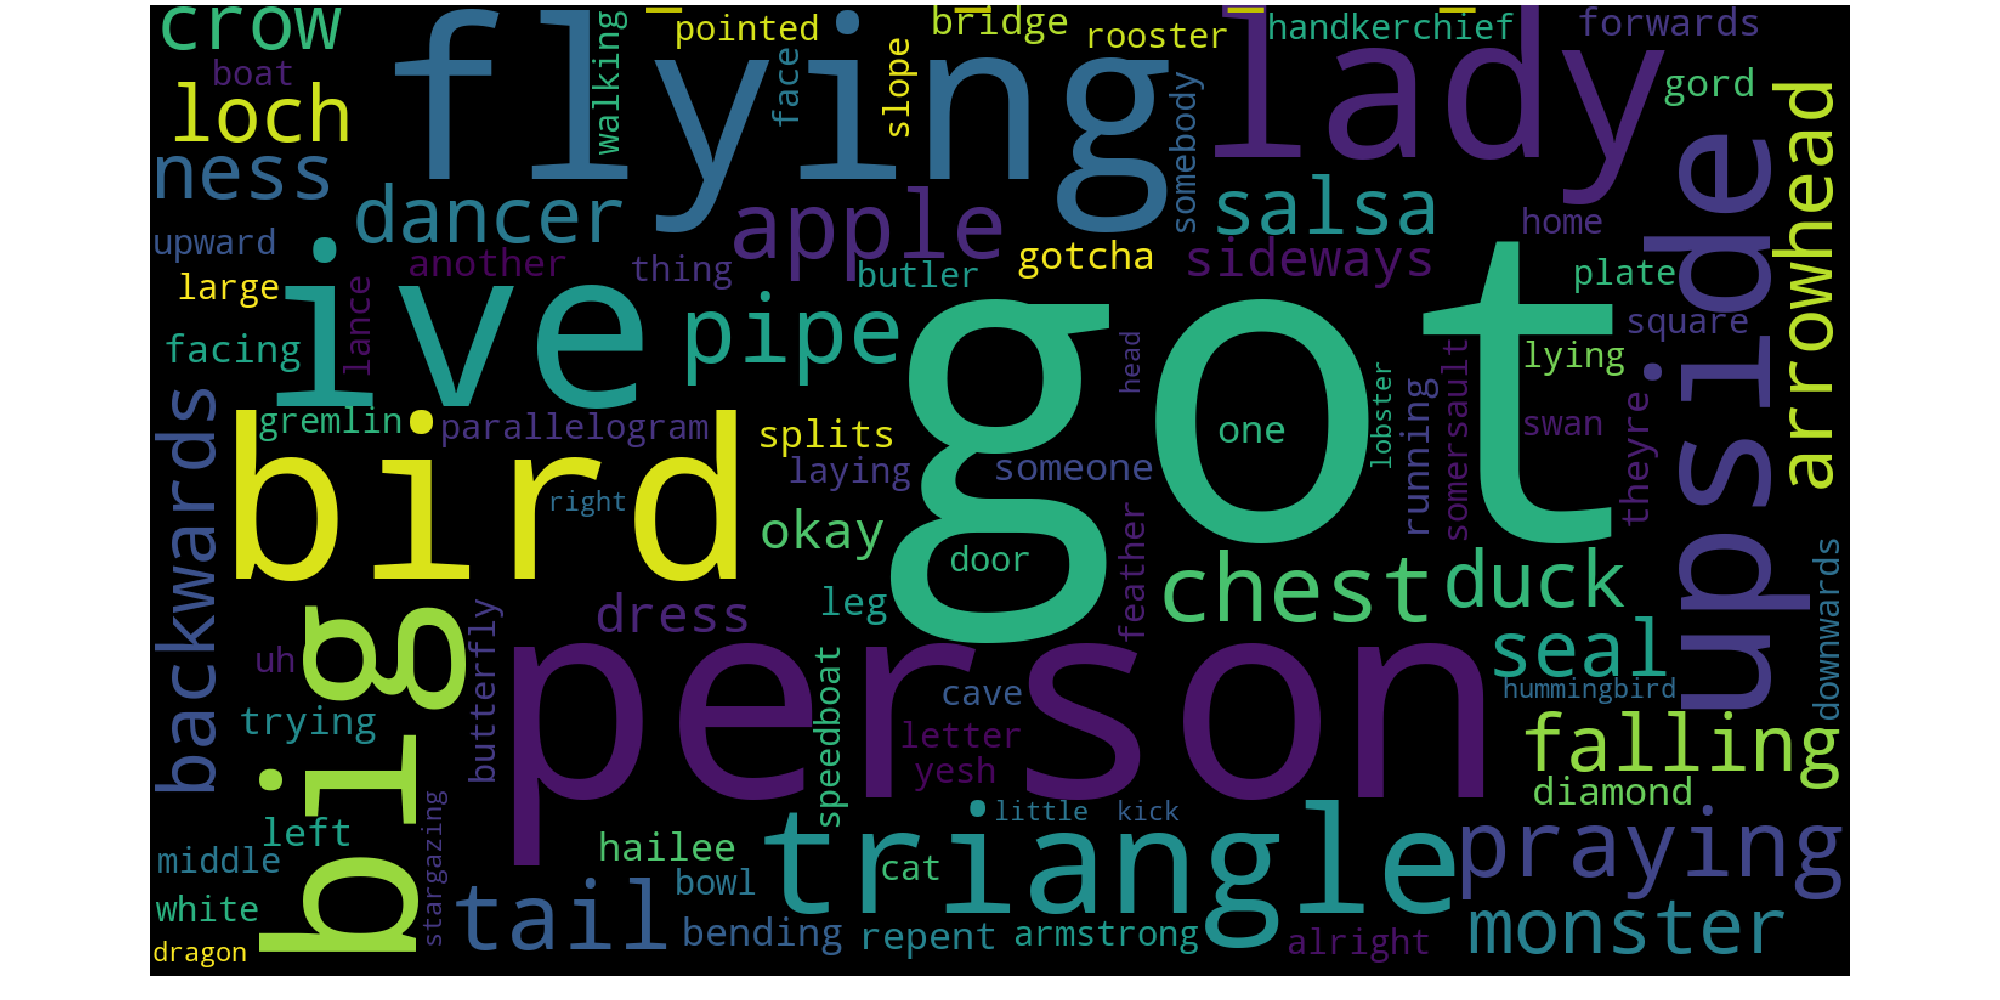 crow
flying
pointed
bridge
rooster
lady
handkerchief
forwards
boat
walking
face
slope
somebody
gord
loch
arrowhead
ness
dancer
apple
salsa
upside
home
upward
another
thing
butler
gotcha
sideways
plate
large
ive
lance
pipe
got
square
facing
head
lying
backwards
gremlin
parallelogram
splits
one
lobster
running
somersault
swan
theyre
bird
laying
someone
right
okay
door
feather
chest
duck
downwards
big
butterfly
dress
leg
person
seal
uh
speedboat
cave
hummingbird
trying
letter
yesh
falling
diamond
stargazing
little
kick
left
hailee
triangle
praying
middle
bowl
cat
white
tail
bending
repent
armstrong
alright
monster
dragon